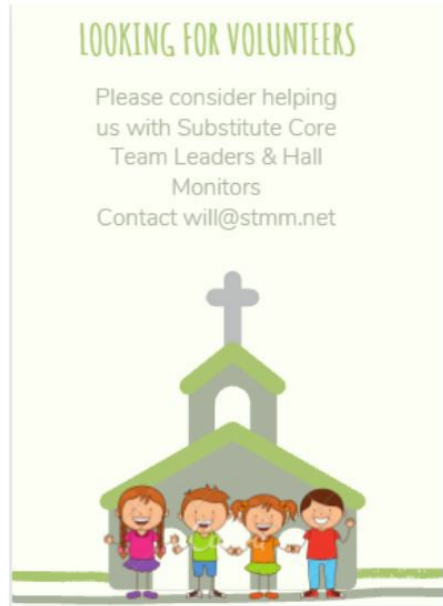 LOOKING FOR VOLUNTEERS
Please consider helping
us with Substitute Core
Team Leaders & Hall
Monitors
Contact will@stmm.net